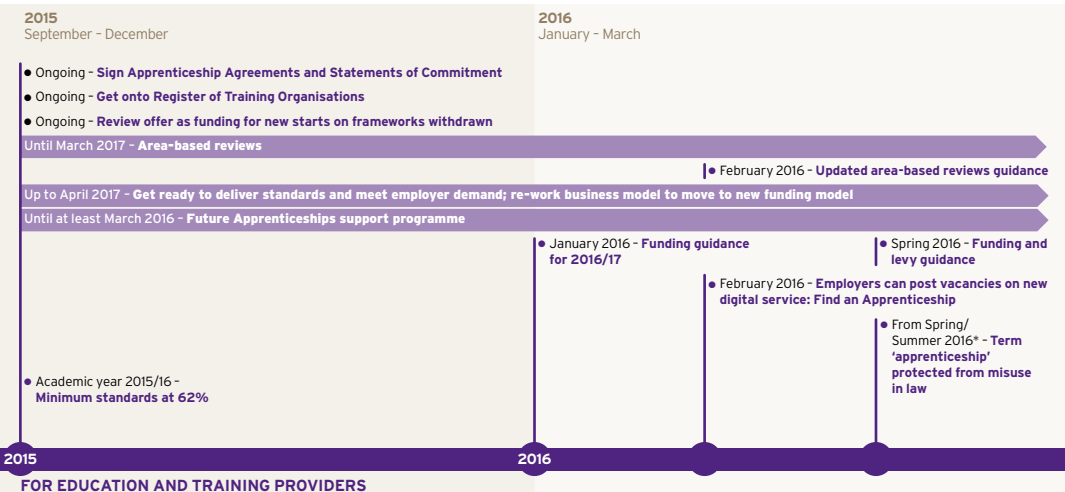 2015
September – December
2016
January – March
Ongoing – Sign Apprenticeship Agreements and Statements of Commitment
Ongoing – Get onto Register of Training Organisations
Ongoing – Review offer as funding for new starts on frameworks withdrawn
Until March 2017 – Area-based reviews
February 2016 – Updated area-based reviews guidance
Up to April 2017 – Get ready to deliver standards and meet employer demand; re-work business model to move to new funding model
Until at least March 2016 – Future Apprenticeships support programme
January 2016 – Funding guidance
for 2016/17
Spring 2016 – Funding and
levy guidance
February 2016 – Employers can post vacancies on new
digital service: Find an Apprenticeship
From Spring/
Summer 2016* – Term
‘apprenticeship’
protected from misuse
in law
Academic year 2015/16 –
Minimum standards at 62%
2015
2016
FOR EDUCATION AND TRAINING PROVIDERS